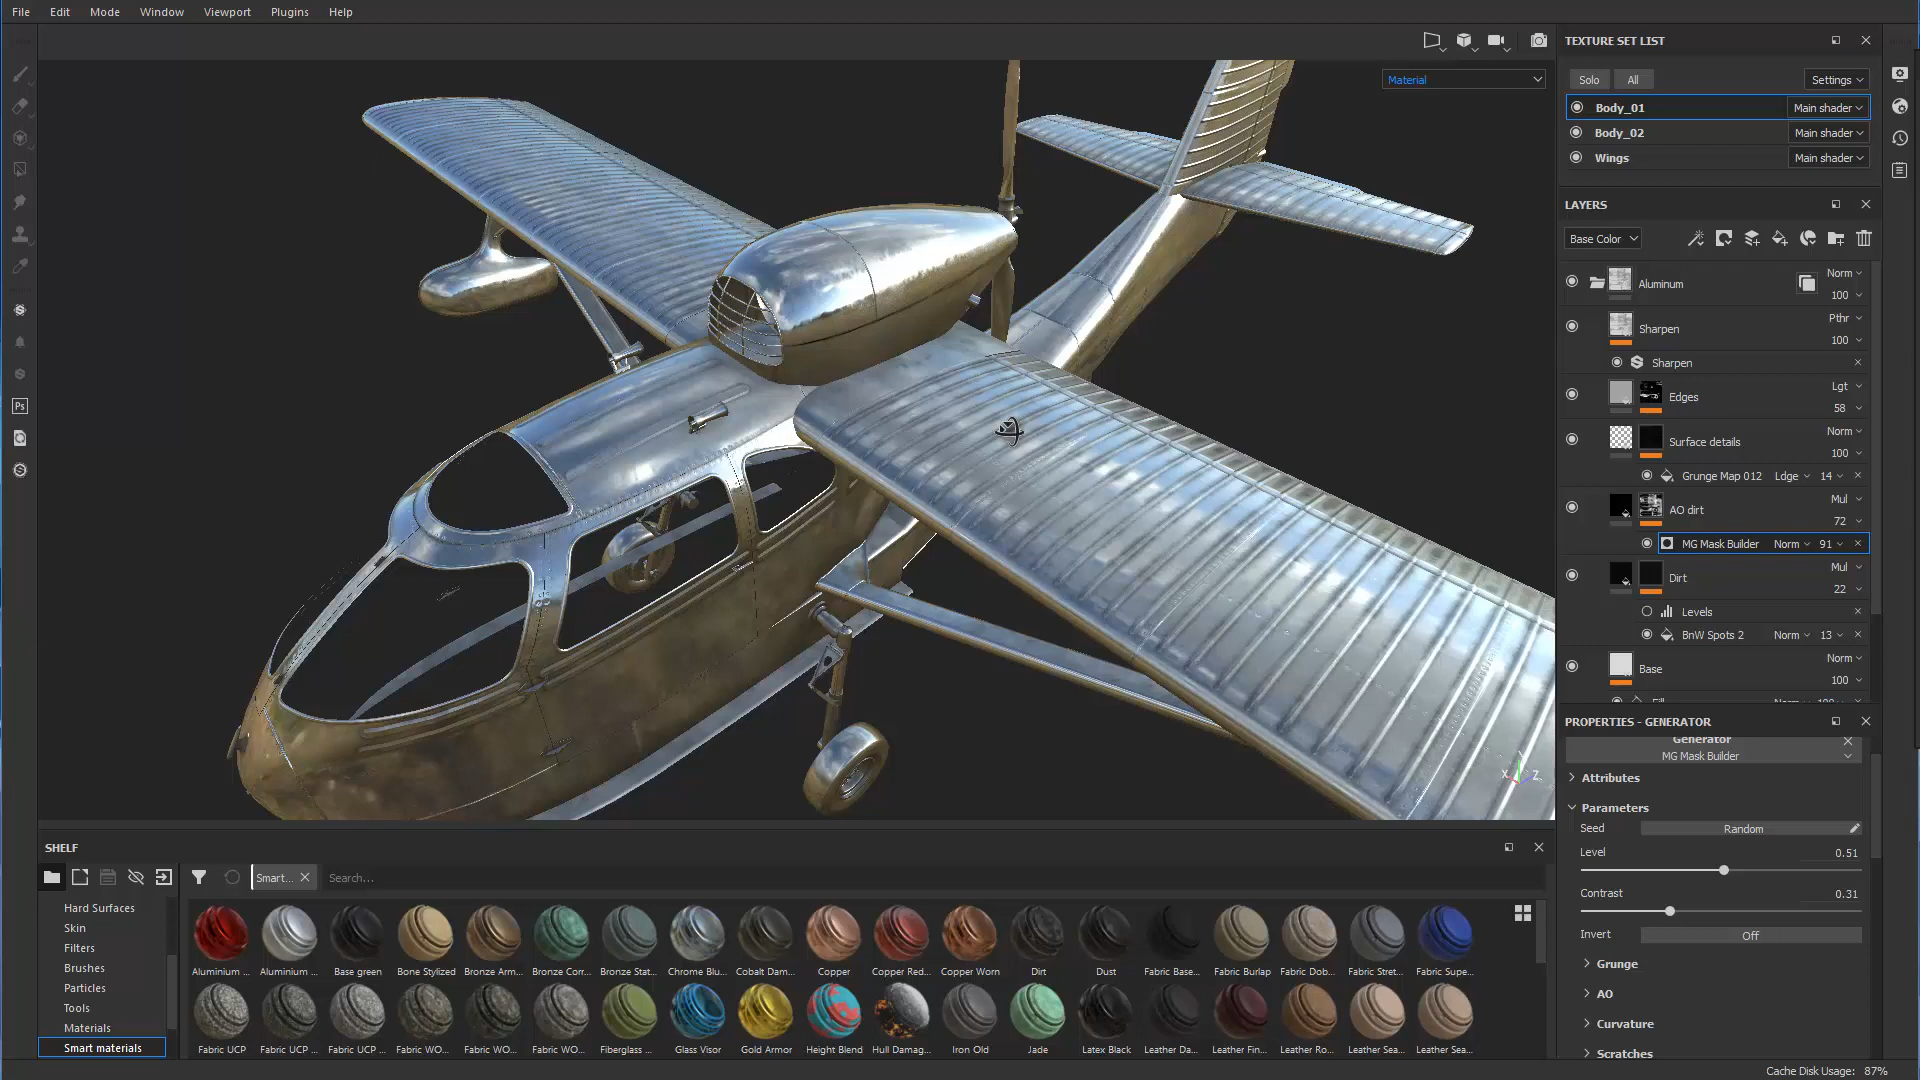 File Edit Mode Window Viewport Plugins Help
Material
TEXTURE SET LIST
Solo All Settings
Body_01 Main shader
Body_02 Main shader
Wings Main shader
LAYERS
Base Color
Norm
Aluminum
100
Pthr
Sharpen
100
Sharpen
Lgt
Edges
58
Norm
Surface details
100
Grunge Map 012 Ldge 14
Mul
AO dirt
72
MG Mask Builder Norm 91
Mul
Dirt
22
Levels
BnW Spots 2 Norm 13
Norm
Base
100
PROPERTIES - GENERATOR
Generator
MG Mask Builder
Attributes
Parameters
Seed Random
Level 0.51
Contrast 0.31
Invert Off
Grunge
AO
Curvature
Scratches
X Z
SHELF
Smart... Search...
Hard Surfaces
Skin
Filters
Brushes
Particles
Tools
Materials
Smart materials
Aluminium ... Aluminium ... Base green Bone Stylized Bronze Arm... Bronze Corr... Bronze Stat... Chrome Blu... Cobalt Dam... Copper Copper Red... Copper Worn Dirt Dust Fabric Base... Fabric Burlap Fabric Dob... Fabric Stret... Fabric Supe...
Fabric UCP Fabric UCP ... Fabric UCP ... Fabric WO... Fabric WO... Fabric WO... Fiberglass ... Glass Visor Gold Armor Height Blend Hull Damag... Iron Old Jade Latex Black Leather Da... Leather Fin... Leather Ro... Leather Sea... Leather Sea...
Ps
Cache Disk Usage: 87%